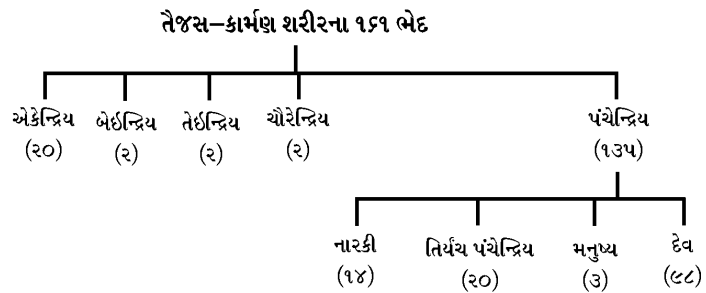 તૈજસ–કાર્મણ શરીરના ૧૬૧ ભેદ
એકેન્દ્રિય બેઇન્દ્રિય તેઇન્દ્રિય ચૌરેન્દ્રિય પંચેન્દ્રિય
(૨૦) (૨) (૨) (૨) (૧૩૫)
નારકી તિર્યંચ પંચેન્દ્રિય મનુષ્ય દેવ
(૧૪) (૨૦) (૩) (૯૮)